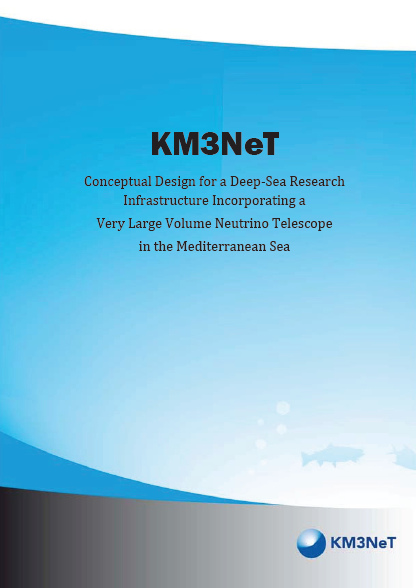 KM3NeT
Conceptual Design for a Deep-Sea Research
Infrastructure Incorporating a
Very Large Volume Neutrino Telescope
in the Mediterranean Sea
KM3NeT